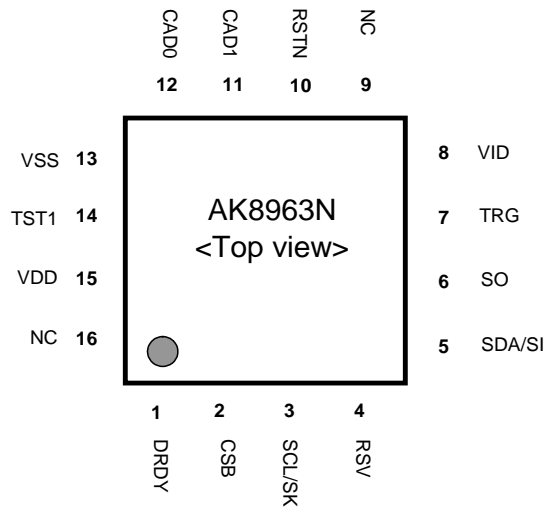 CAD0 CAD1 RSTN NC
12 11 10 9
VSS 13
TST1 14
VDD 15
NC 16
AK8963N
<Top view>
8 VID
7 TRG
6 SO
5 SDA/SI
1 2 3 4
DRDY CSB SCL/SK RSV